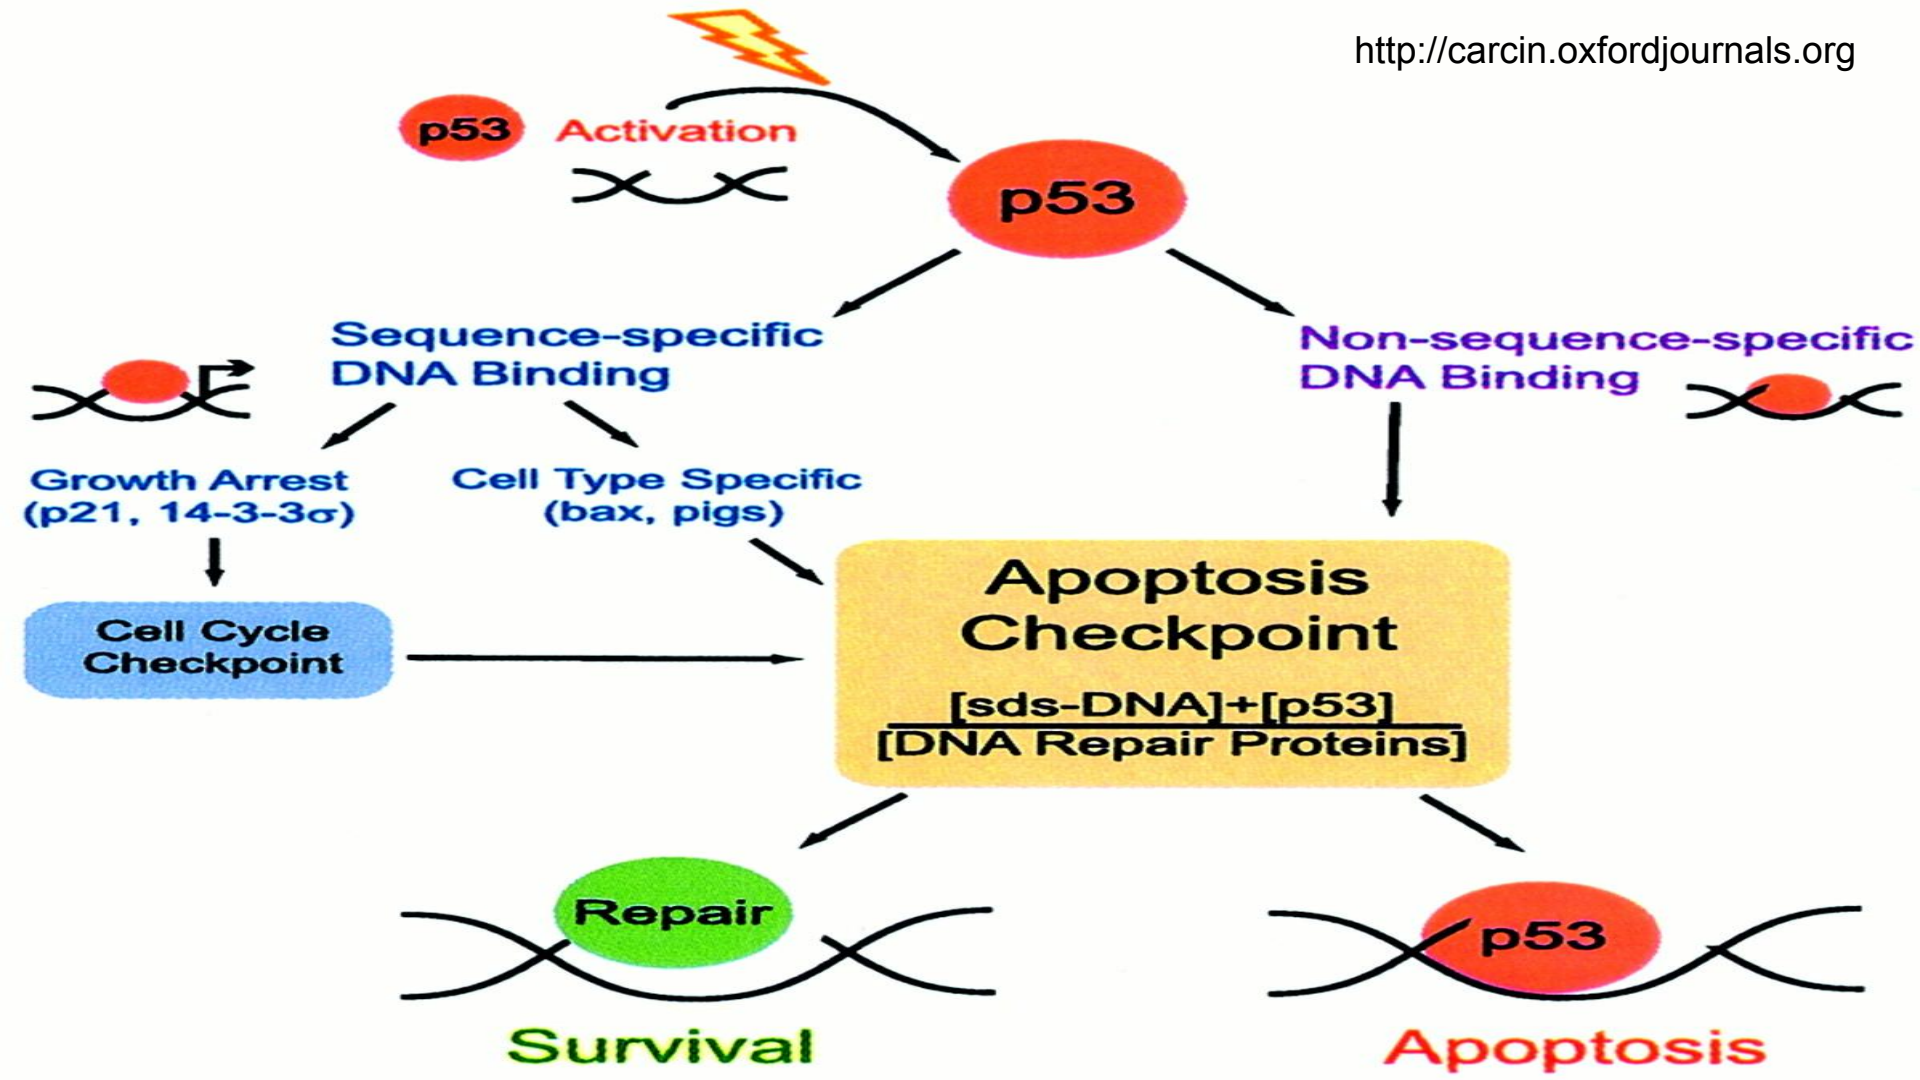 http://carcin.oxfordjournals.org
p53 Activation
p53
Sequence-specific
DNA Binding
Non-sequence-specific
DNA Binding
Growth Arrest
(p21, 14-3-3σ)
Cell Type Specific
(bax, pigs)
Cell Cycle
Checkpoint
Apoptosis
Checkpoint
[sds-DNA]+[p53]
[DNA Repair Proteins]
Repair
p53
Survival
Apoptosis